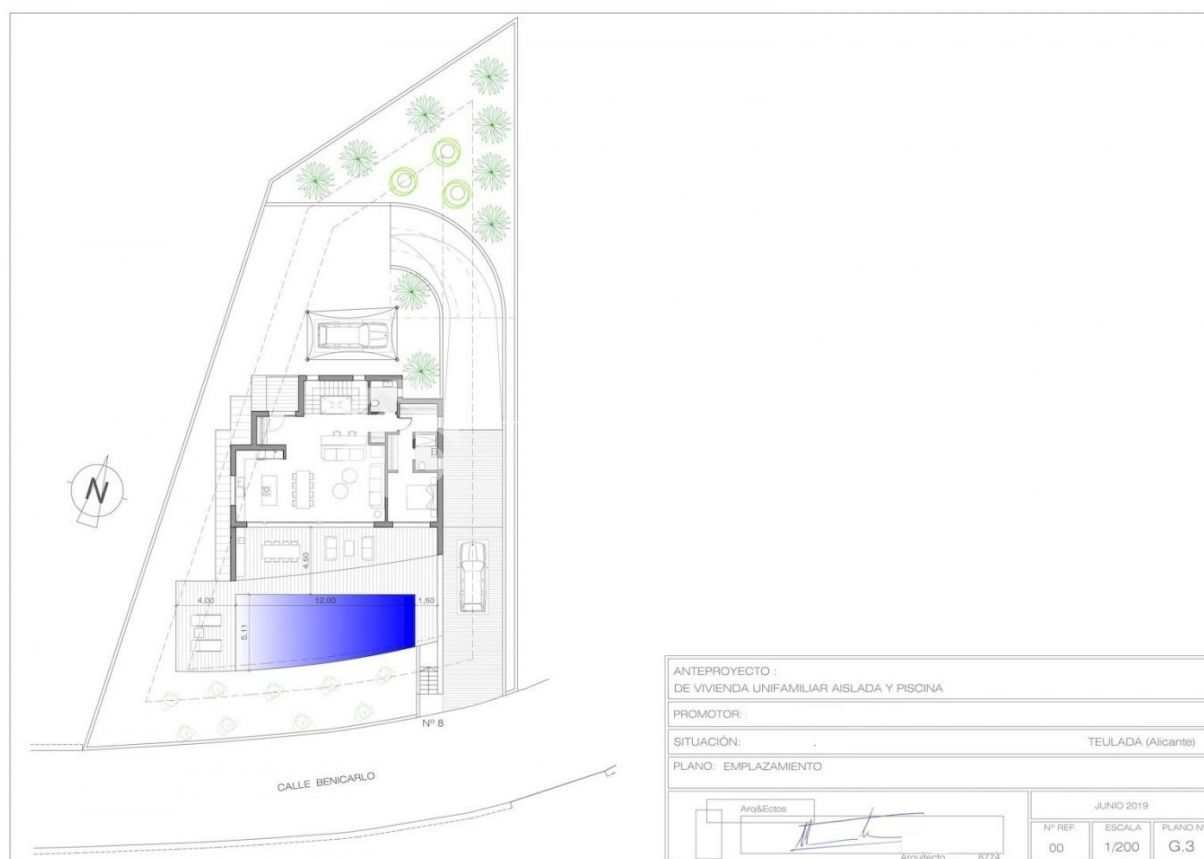 N
4.50
4.00
12.00
1.50
5.11
Nº 8
CALLE BENICARLO
ANTEPROYECTO :
DE VIVIENDA UNIFAMILIAR AISLADA Y PISCINA
PROMOTOR:
SITUACIÓN: . TEULADA (Alicante)
PLANO: EMPLAZAMIENTO
Arq&Ectos
Arquitecto 8774
JUNIO 2019
Nº REF. ESCALA PLANO Nº
00 1/200 G.3